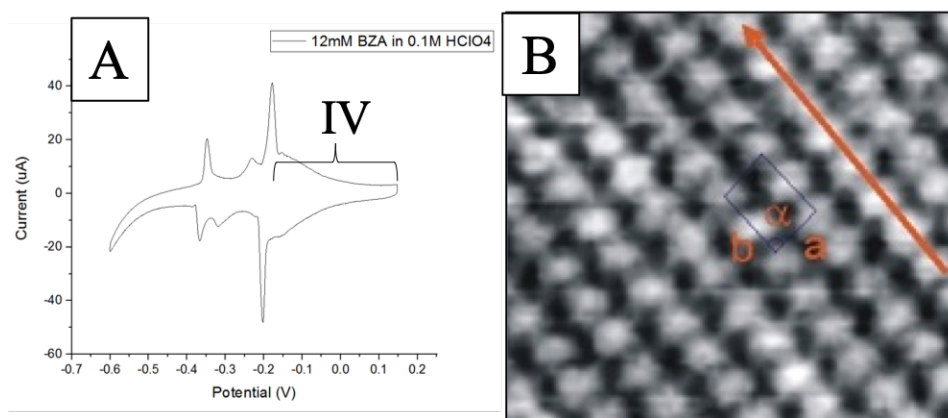 A
12mM BZA in 0.1M HClO4
IV
40
20
0
-20
-40
-60
Current (uA)
-0.7 -0.6 -0.5 -0.4 -0.3 -0.2 -0.1 0.0 0.1 0.2
Potential (V)
B
α
b a